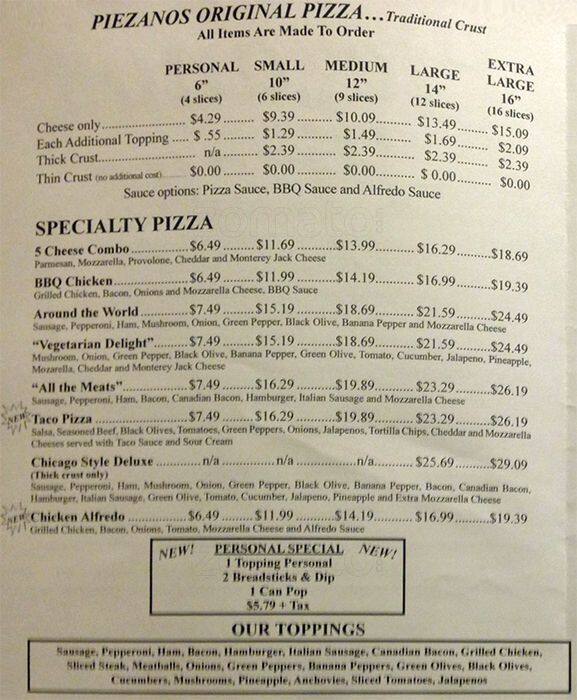 PIEZANOS ORIGINAL PIZZA...Traditional Crust
All Items Are Made To Order
PERSONAL SMALL MEDIUM LARGE EXTRA LARGE
6” 10” 12” 14” 16”
(4 slices) (6 slices) (9 slices) (12 slices) (16 slices)
Cheese only..................... $4.29 ....... $9.39 ........ $10.09......... $13.49......... $15.09
Each Additional Topping ..... $ .55 ........ $1.29 ......... $1.49.......... $1.69.......... $2.09
Thick Crust...................... n/a ......... $2.39 ......... $2.39.......... $2.39.......... $2.39
Thin Crust (no additional cost) ..... $0.00 ........ $0.00 ......... $0.00.......... $ 0.00.......... $0.00
Sauce options: Pizza Sauce, BBQ Sauce and Alfredo Sauce
SPECIALTY PIZZA
5 Cheese Combo .............. $6.49 ........ $11.69 ........ $13.99.......... $16.29 ......... $18.69
Parmesan, Mozzarella, Provolone, Cheddar and Monterey Jack Cheese
BBQ Chicken................... $6.49 ........ $11.99 ........ $14.19.......... $16.99 ......... $19.39
Grilled Chicken, Bacon, Onions and Mozzarella Cheese, BBQ Sauce
Around the World ............ $7.49 ........ $15.19 ........ $18.69.......... $21.59 ......... $24.49
Sausage, Pepperoni, Ham, Mushroom, Onion, Green Pepper, Black Olive, Banana Pepper and Mozzarella Cheese
“Vegetarian Delight”......... $7.49 ........ $15.19 ........ $18.69.......... $21.59 ......... $24.49
Mushroom, Onion, Green Pepper, Black Olive, Banana Pepper, Green Olive, Tomato, Cucumber, Jalapeno, Pineapple,
Mozarella, Cheddar and Monterey Jack Cheese
“All the Meats”................ $7.49 ........ $16.29 ........ $19.89.......... $23.29 ......... $26.19
Sausage, Pepperoni, Ham, Bacon, Canadian Bacon, Hamburger, Italian Sausage and Mozzarella Cheese
NEW Taco Pizza .................... $7.49 ........ $16.29 ........ $19.89.......... $23.29 ......... $26.19
Salsa, Seasoned Beef, Black Olives, Tomatoes, Green Peppers, Onions, Jalapenos, Tortilla Chips, Cheddar and Mozzarella
Cheeses served with Taco Sauce and Sour Cream
Chicago Style Deluxe ........... n/a .............. n/a .............. n/a.......... $25.69 ......... $29.09
(Thick crust only)
Sausage, Pepperoni, Ham, Mushroom, Onion, Green Pepper, Black Olive, Banana Pepper, Bacon, Canadian Bacon,
Hamburger, Italian Sausage, Green Olive, Tomato, Cucumber, Jalapeno, Pineapple and Extra Mozzarella Cheese
NEW Chicken Alfredo ............... $6.49 ........ $11.99 ........ $14.19.......... $16.99 ......... $19.39
Grilled Chicken, Bacon, Onions, Tomato, Mozzarella Cheese and Alfredo Sauce
NEW! PERSONAL SPECIAL NEW!
1 Topping Personal
2 Breadsticks & Dip
1 Can Pop
$5.79 + Tax
OUR TOPPINGS
Sausage, Pepperoni, Ham, Bacon, Hamburger, Italian Sausage, Canadian Bacon, Grilled Chicken,
Sliced Steak, Meatballs, Onions, Green Peppers, Banana Peppers, Green Olives, Black Olives,
Cucumbers, Mushrooms, Pineapple, Anchovies, Sliced Tomatoes, Jalapenos